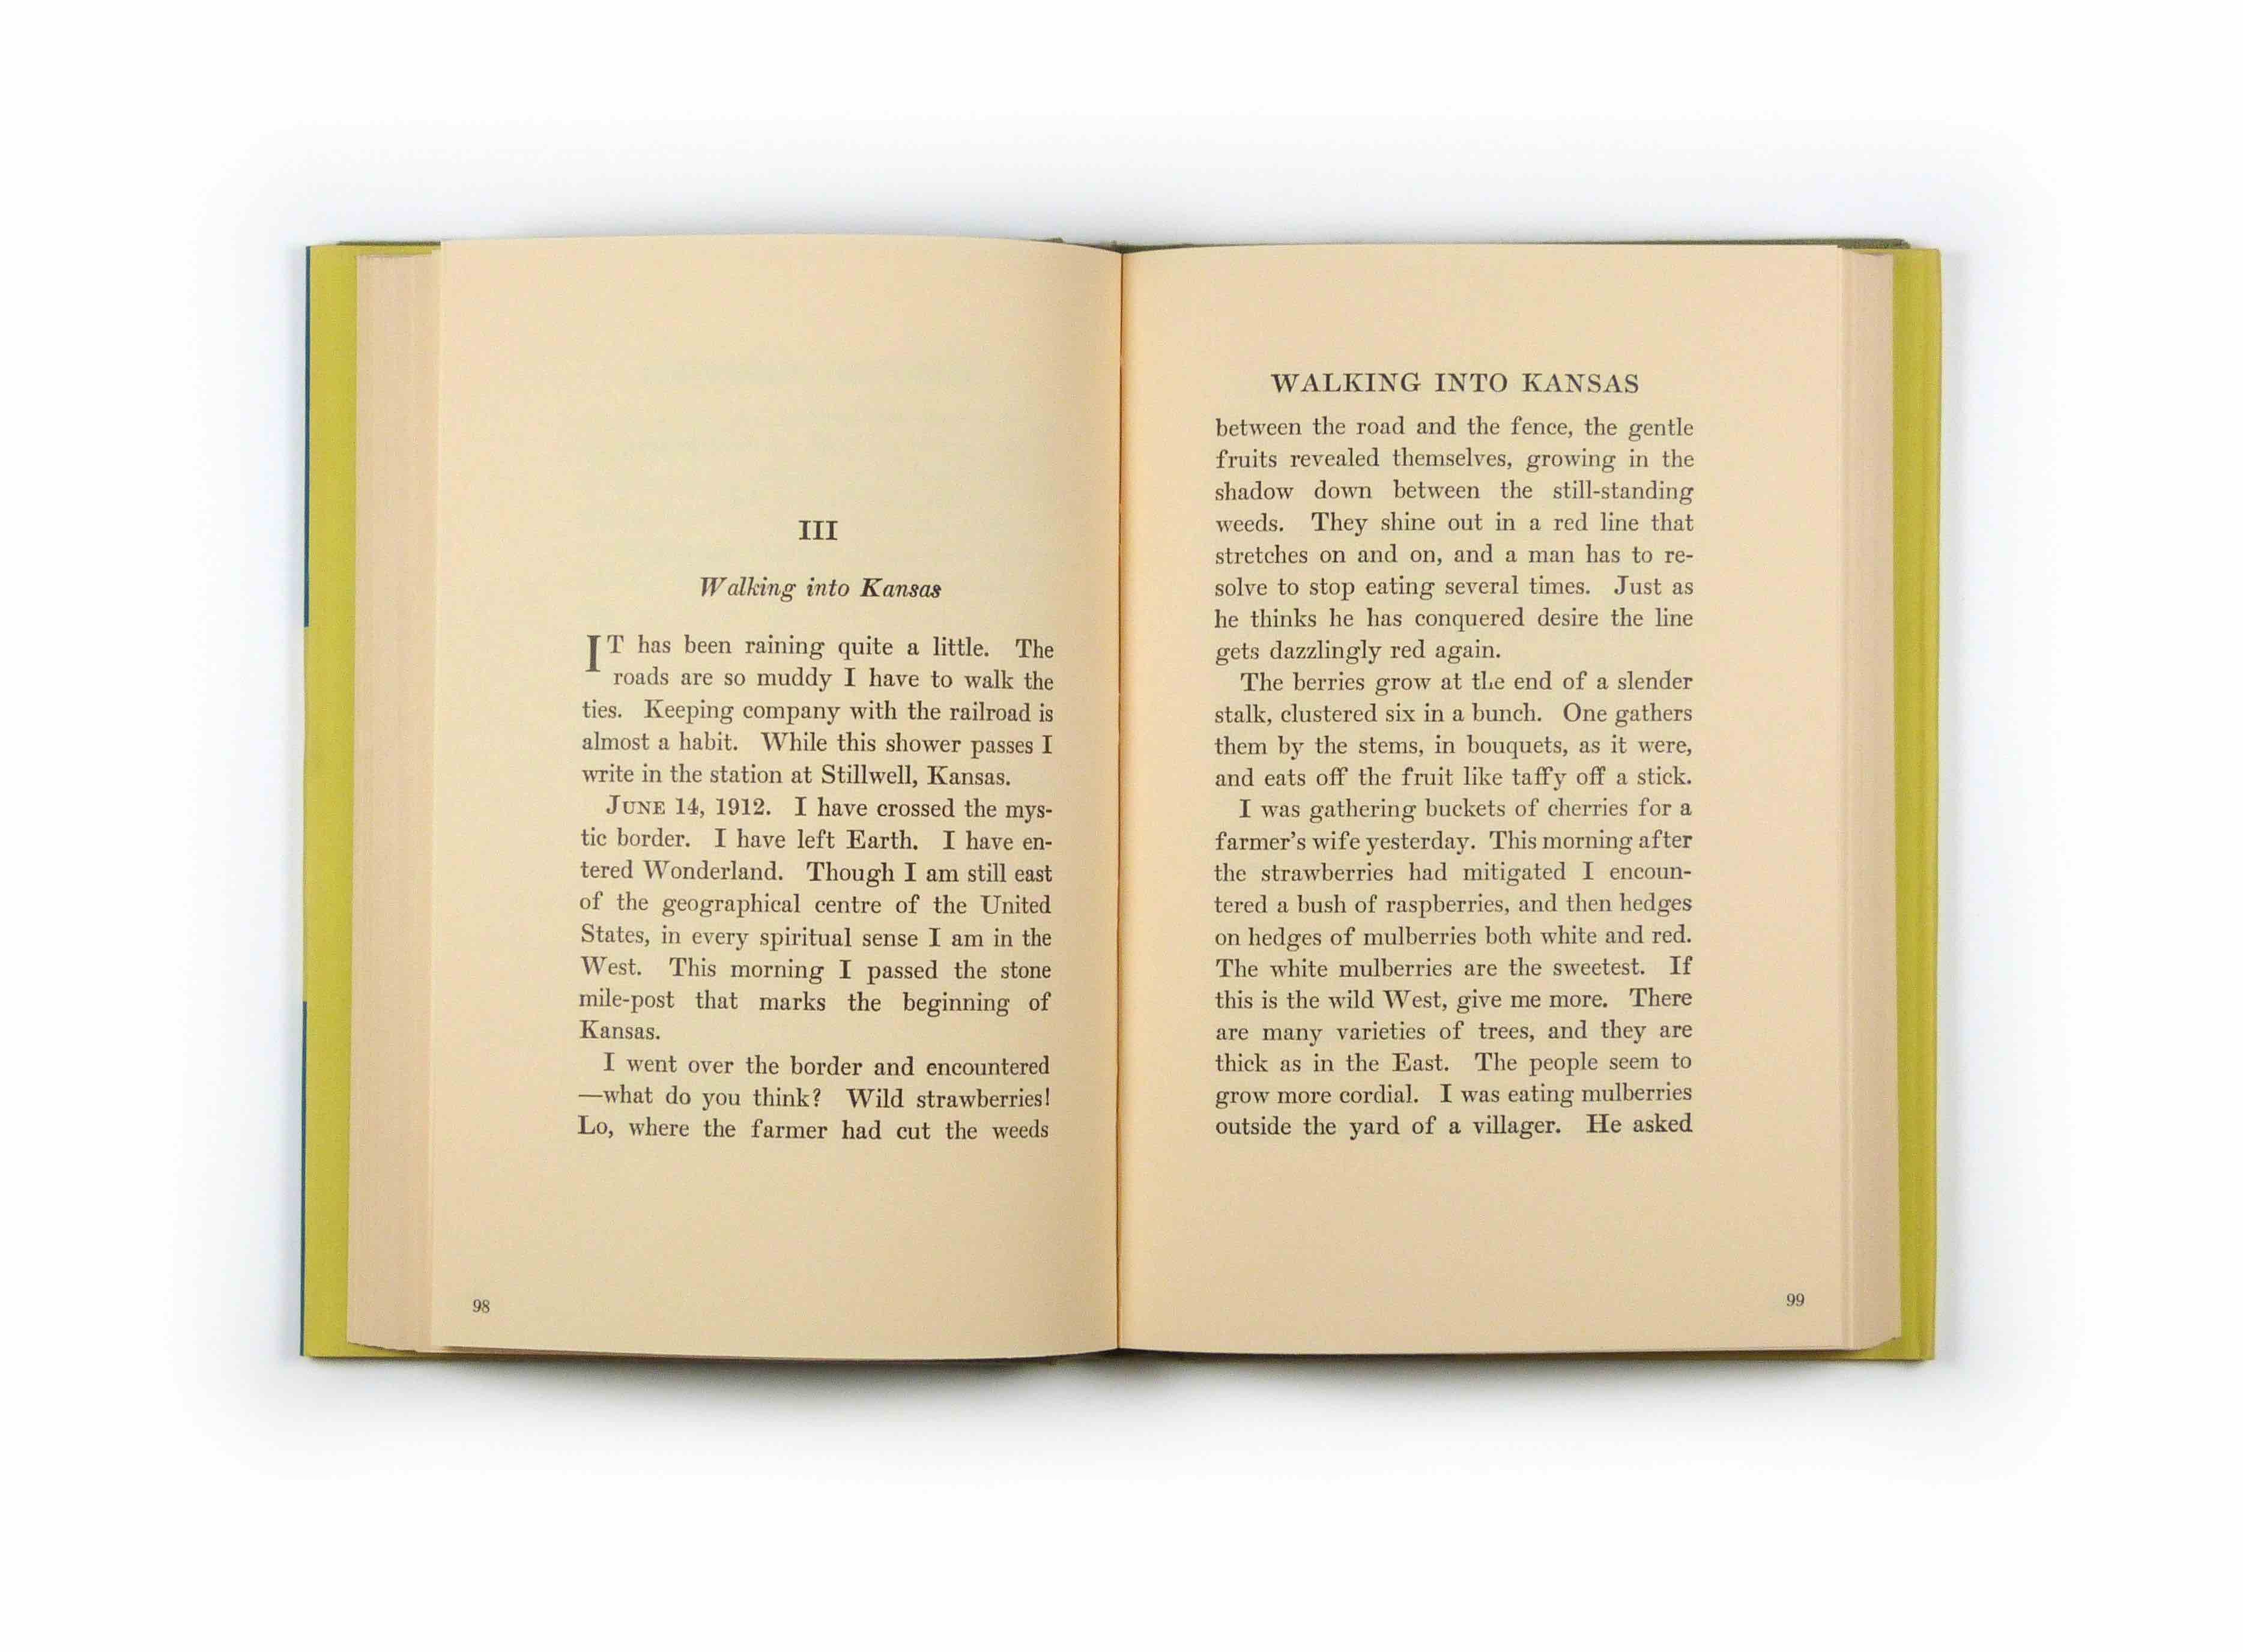 III
Walking into Kansas
IT has been raining quite a little. The
roads are so muddy I have to walk the
ties. Keeping company with the railroad is
almost a habit. While this shower passes I
write in the station at Stillwell, Kansas.
JUNE 14, 1912. I have crossed the mys-
tic border. I have left Earth. I have en-
tered Wonderland. Though I am still east
of the geographical centre of the United
States, in every spiritual sense I am in the
West. This morning I passed the stone
mile-post that marks the beginning of
Kansas.
I went over the border and encountered
—what do you think? Wild strawberries!
Lo, where the farmer had cut the weeds
98
WALKING INTO KANSAS
between the road and the fence, the gentle
fruits revealed themselves, growing in the
shadow down between the still-standing
weeds. They shine out in a red line that
stretches on and on, and a man has to re-
solve to stop eating several times. Just as
he thinks he has conquered desire the line
gets dazzlingly red again.
The berries grow at the end of a slender
stalk, clustered six in a bunch. One gathers
them by the stems, in bouquets, as it were,
and eats off the fruit like taffy off a stick.
I was gathering buckets of cherries for a
farmer's wife yesterday. This morning after
the strawberries had mitigated I encoun-
tered a bush of raspberries, and then hedges
on hedges of mulberries both white and red.
The white mulberries are the sweetest. If
this is the wild West, give me more. There
are many varieties of trees, and they are
thick as in the East. The people seem to
grow more cordial. I was eating mulberries
outside the yard of a villager. He asked
99